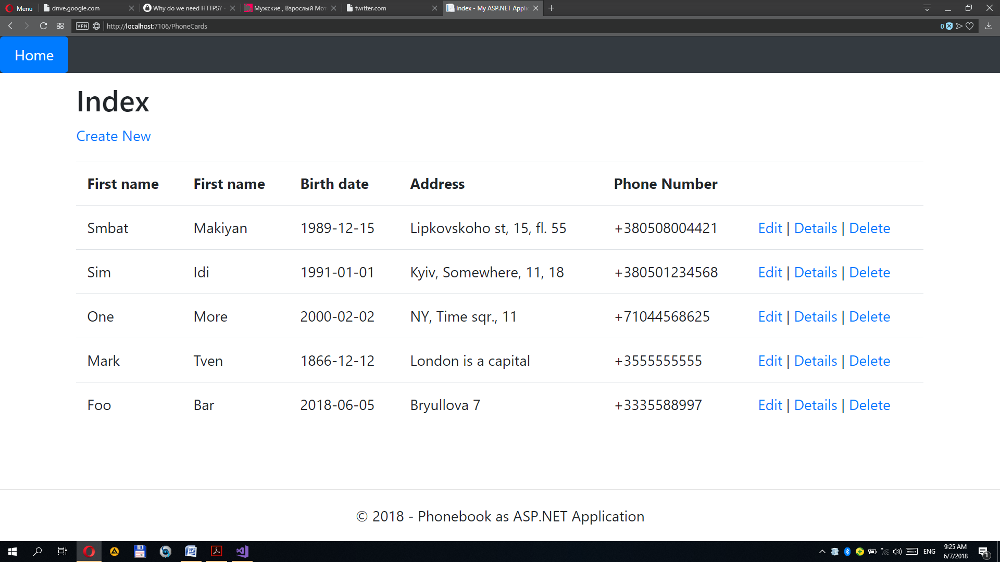 Menu drive.google.com Why do we need HTTPS? Мужские , Взрослый Мот twitter.com Index - My ASP.NET Applic
VPN http://localhost:7106/PhoneCards 0
Home
Index
Create New
First name First name Birth date Address Phone Number
Smbat Makiyan 1989-12-15 Lipkovskoho st, 15, fl. 55 +380508004421 Edit | Details | Delete
Sim Idi 1991-01-01 Kyiv, Somewhere, 11, 18 +380501234568 Edit | Details | Delete
One More 2000-02-02 NY, Time sqr., 11 +71044568625 Edit | Details | Delete
Mark Tven 1866-12-12 London is a capital +3555555555 Edit | Details | Delete
Foo Bar 2018-06-05 Bryullova 7 +3335588997 Edit | Details | Delete
© 2018 - Phonebook as ASP.NET Application
ENG 9:25 AM 1
6/7/2018